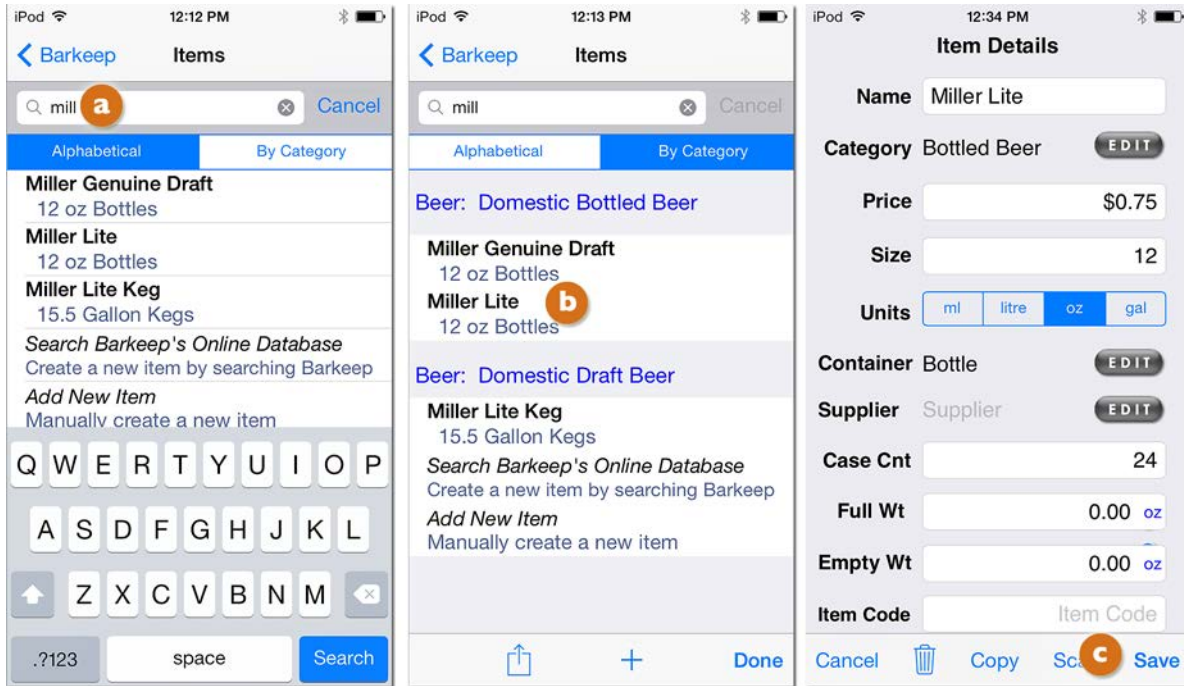 iPod 12:12 PM
Barkeep Items
mill a Cancel
Alphabetical By Category
Miller Genuine Draft
12 oz Bottles
Miller Lite
12 oz Bottles
Miller Lite Keg
15.5 Gallon Kegs
Search Barkeep's Online Database
Create a new item by searching Barkeep
Add New Item
Manually create a new item
Q W E R T Y U I O P
A S D F G H J K L
Z X C V B N M
.?123 space Search
iPod 12:13 PM
Barkeep Items
mill Cancel
Alphabetical By Category
Beer: Domestic Bottled Beer
Miller Genuine Draft
12 oz Bottles
Miller Lite b
12 oz Bottles
Beer: Domestic Draft Beer
Miller Lite Keg
15.5 Gallon Kegs
Search Barkeep's Online Database
Create a new item by searching Barkeep
Add New Item
Manually create a new item
Done
iPod 12:34 PM
Item Details
Name Miller Lite
Category Bottled Beer EDIT
Price $0.75
Size 12
Units ml litre oz gal
Container Bottle EDIT
Supplier Supplier EDIT
Case Cnt 24
Full Wt 0.00 oz
Empty Wt 0.00 oz
Item Code Item Code
Cancel Copy c Save